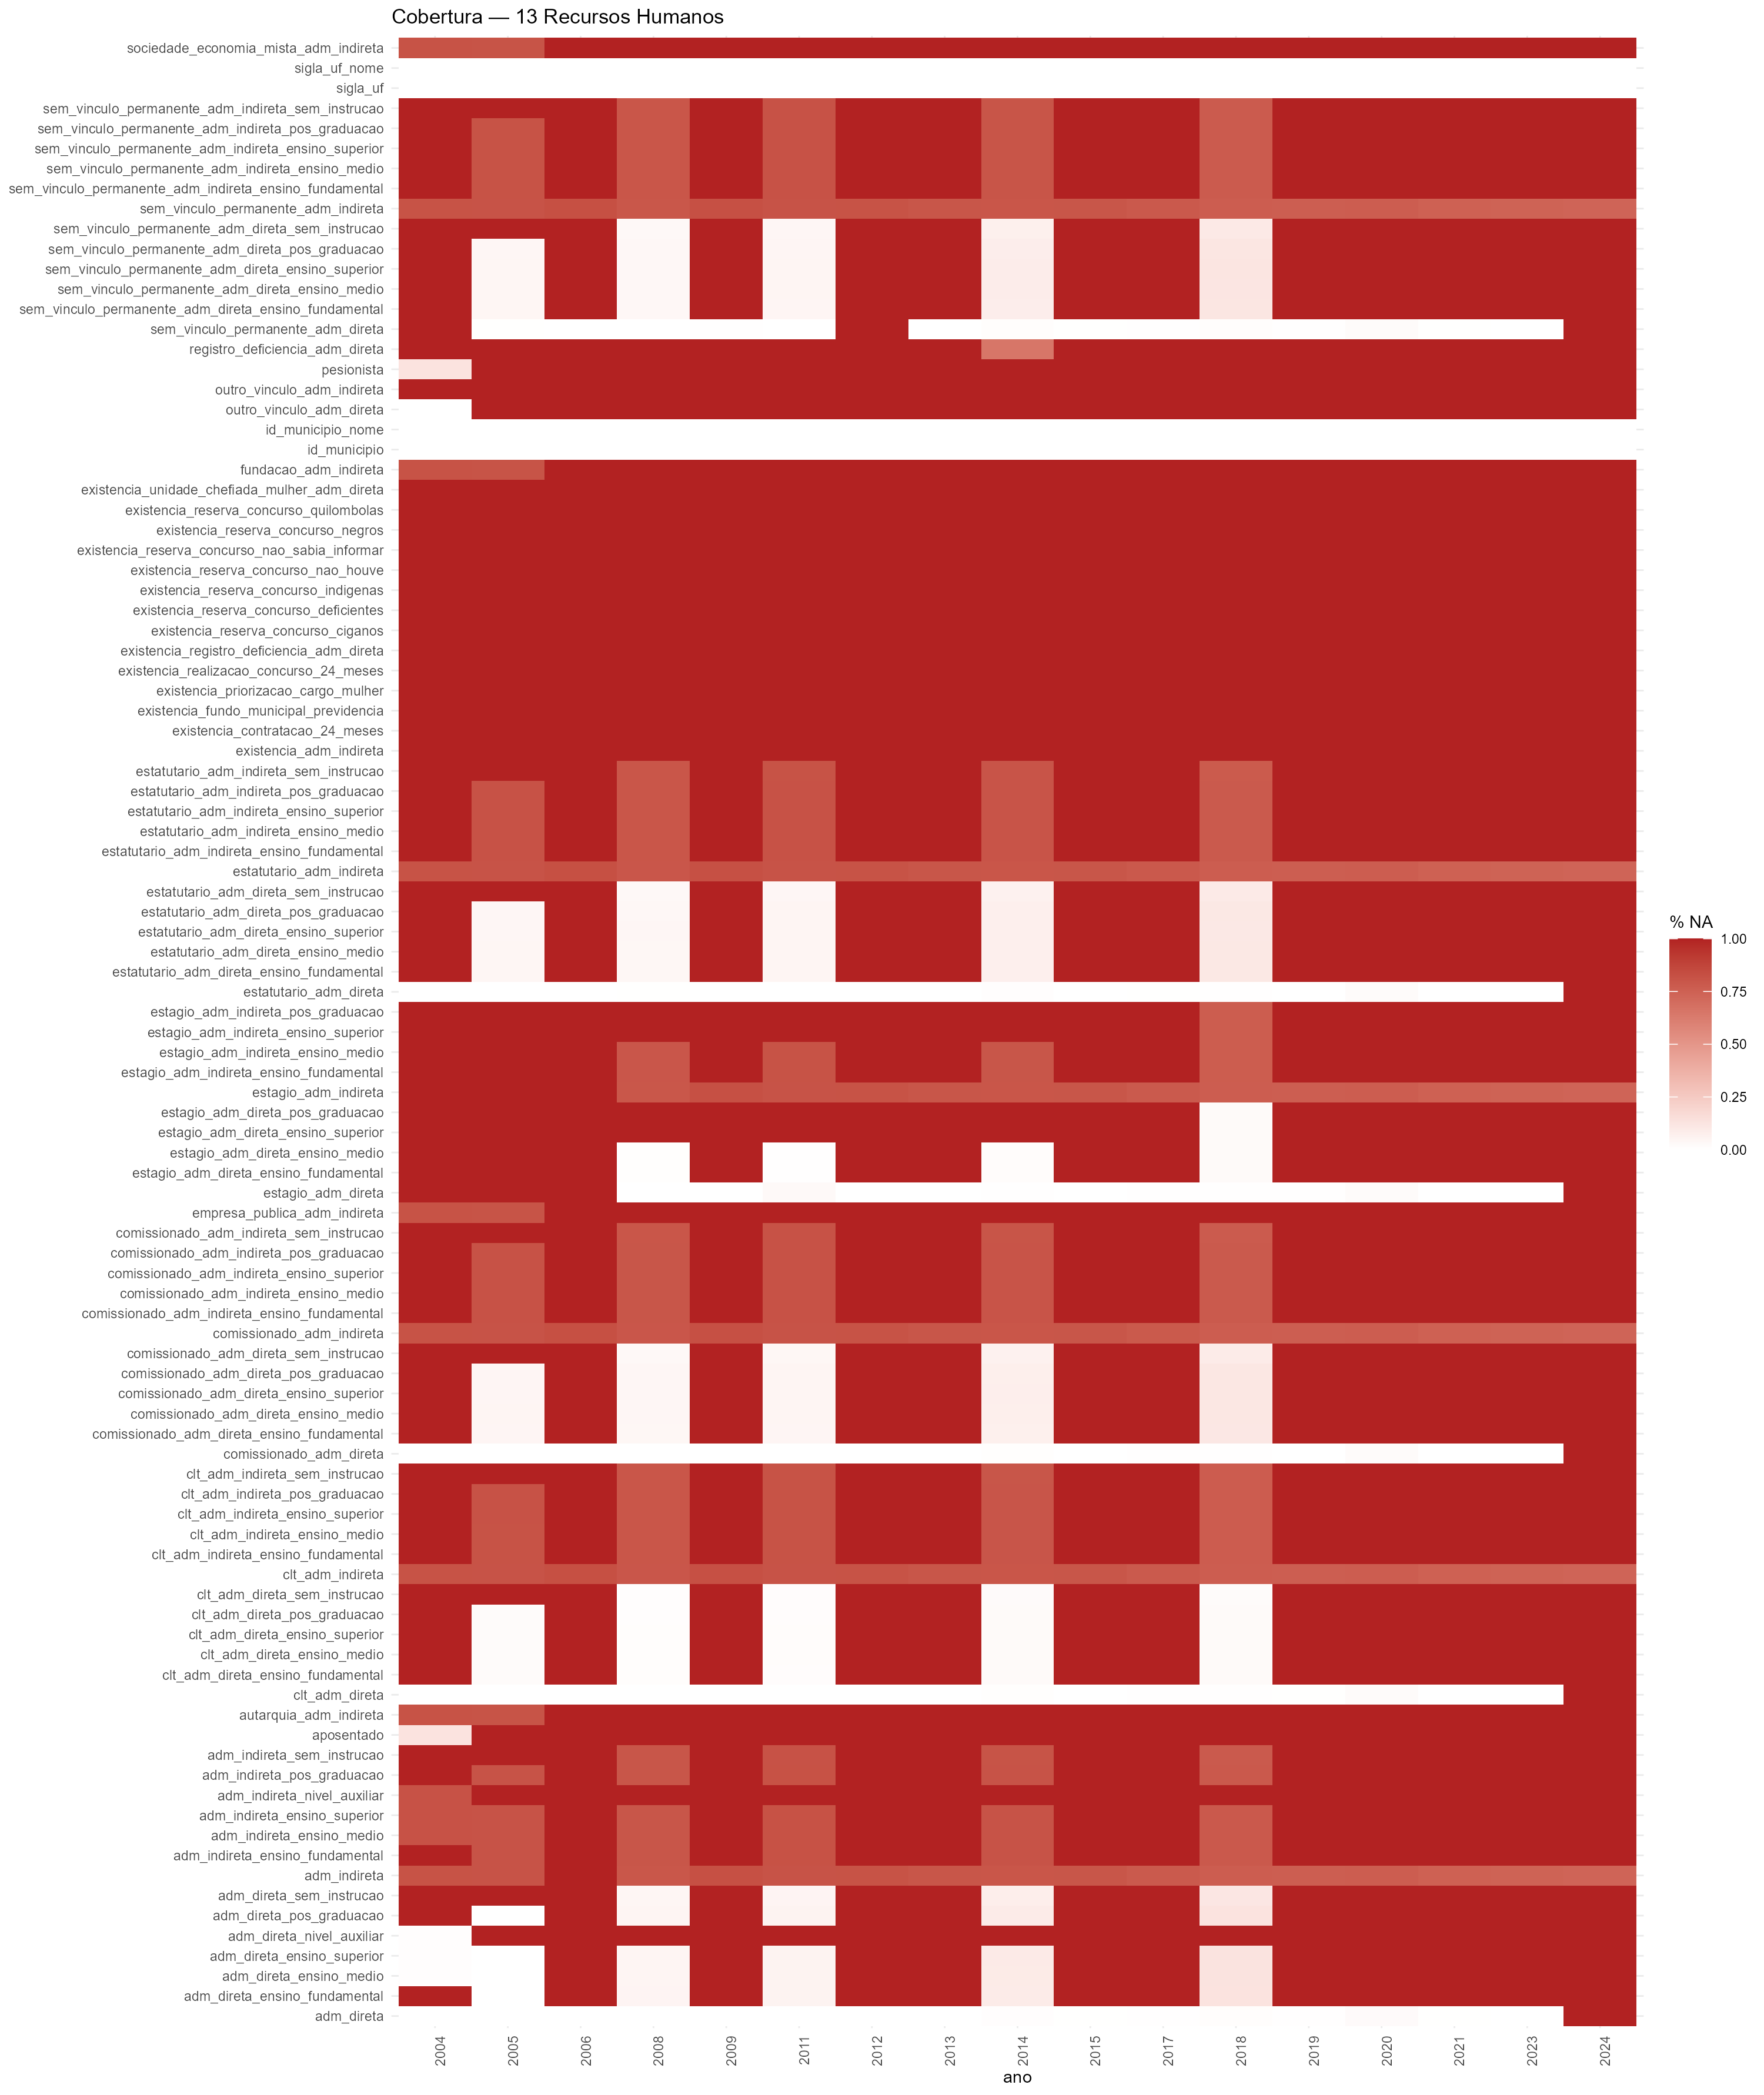 Cobertura — 13 Recursos Humanos
sociedade_economia_mista_adm_indireta
sigla_uf_nome
sigla_uf
sem_vinculo_permanente_adm_indireta_sem_instrucao
sem_vinculo_permanente_adm_indireta_pos_graduacao
sem_vinculo_permanente_adm_indireta_ensino_superior
sem_vinculo_permanente_adm_indireta_ensino_medio
sem_vinculo_permanente_adm_indireta_ensino_fundamental
sem_vinculo_permanente_adm_indireta
sem_vinculo_permanente_adm_direta_sem_instrucao
sem_vinculo_permanente_adm_direta_pos_graduacao
sem_vinculo_permanente_adm_direta_ensino_superior
sem_vinculo_permanente_adm_direta_ensino_medio
sem_vinculo_permanente_adm_direta_ensino_fundamental
sem_vinculo_permanente_adm_direta
registro_deficiencia_adm_direta
pesionista
outro_vinculo_adm_indireta
outro_vinculo_adm_direta
id_municipio_nome
id_municipio
fundacao_adm_indireta
existencia_unidade_chefiada_mulher_adm_direta
existencia_reserva_concurso_quilombolas
existencia_reserva_concurso_negros
existencia_reserva_concurso_nao_sabia_informar
existencia_reserva_concurso_nao_houve
existencia_reserva_concurso_indigenas
existencia_reserva_concurso_deficientes
existencia_reserva_concurso_ciganos
existencia_registro_deficiencia_adm_direta
existencia_realizacao_concurso_24_meses
existencia_priorizacao_cargo_mulher
existencia_fundo_municipal_previdencia
existencia_contratacao_24_meses
existencia_adm_indireta
estatutario_adm_indireta_sem_instrucao
estatutario_adm_indireta_pos_graduacao
estatutario_adm_indireta_ensino_superior
estatutario_adm_indireta_ensino_medio
estatutario_adm_indireta_ensino_fundamental
estatutario_adm_indireta
estatutario_adm_direta_sem_instrucao
estatutario_adm_direta_pos_graduacao
estatutario_adm_direta_ensino_superior
estatutario_adm_direta_ensino_medio
estatutario_adm_direta_ensino_fundamental
estatutario_adm_direta
estagio_adm_indireta_pos_graduacao
estagio_adm_indireta_ensino_superior
estagio_adm_indireta_ensino_medio
estagio_adm_indireta_ensino_fundamental
estagio_adm_indireta
estagio_adm_direta_pos_graduacao
estagio_adm_direta_ensino_superior
estagio_adm_direta_ensino_medio
estagio_adm_direta_ensino_fundamental
estagio_adm_direta
empresa_publica_adm_indireta
comissionado_adm_indireta_sem_instrucao
comissionado_adm_indireta_pos_graduacao
comissionado_adm_indireta_ensino_superior
comissionado_adm_indireta_ensino_medio
comissionado_adm_indireta_ensino_fundamental
comissionado_adm_indireta
comissionado_adm_direta_sem_instrucao
comissionado_adm_direta_pos_graduacao
comissionado_adm_direta_ensino_superior
comissionado_adm_direta_ensino_medio
comissionado_adm_direta_ensino_fundamental
comissionado_adm_direta
clt_adm_indireta_sem_instrucao
clt_adm_indireta_pos_graduacao
clt_adm_indireta_ensino_superior
clt_adm_indireta_ensino_medio
clt_adm_indireta_ensino_fundamental
clt_adm_indireta
clt_adm_direta_sem_instrucao
clt_adm_direta_pos_graduacao
clt_adm_direta_ensino_superior
clt_adm_direta_ensino_medio
clt_adm_direta_ensino_fundamental
clt_adm_direta
autarquia_adm_indireta
aposentado
adm_indireta_sem_instrucao
adm_indireta_pos_graduacao
adm_indireta_nivel_auxiliar
adm_indireta_ensino_superior
adm_indireta_ensino_medio
adm_indireta_ensino_fundamental
adm_indireta
adm_direta_sem_instrucao
adm_direta_pos_graduacao
adm_direta_nivel_auxiliar
adm_direta_ensino_superior
adm_direta_ensino_medio
adm_direta_ensino_fundamental
adm_direta
2004
2005
2006
2008
2009
2011
2012
2013
2014
2015
2017
2018
2019
2020
2021
2023
2024
ano
% NA
1.00
0.75
0.50
0.25
0.00